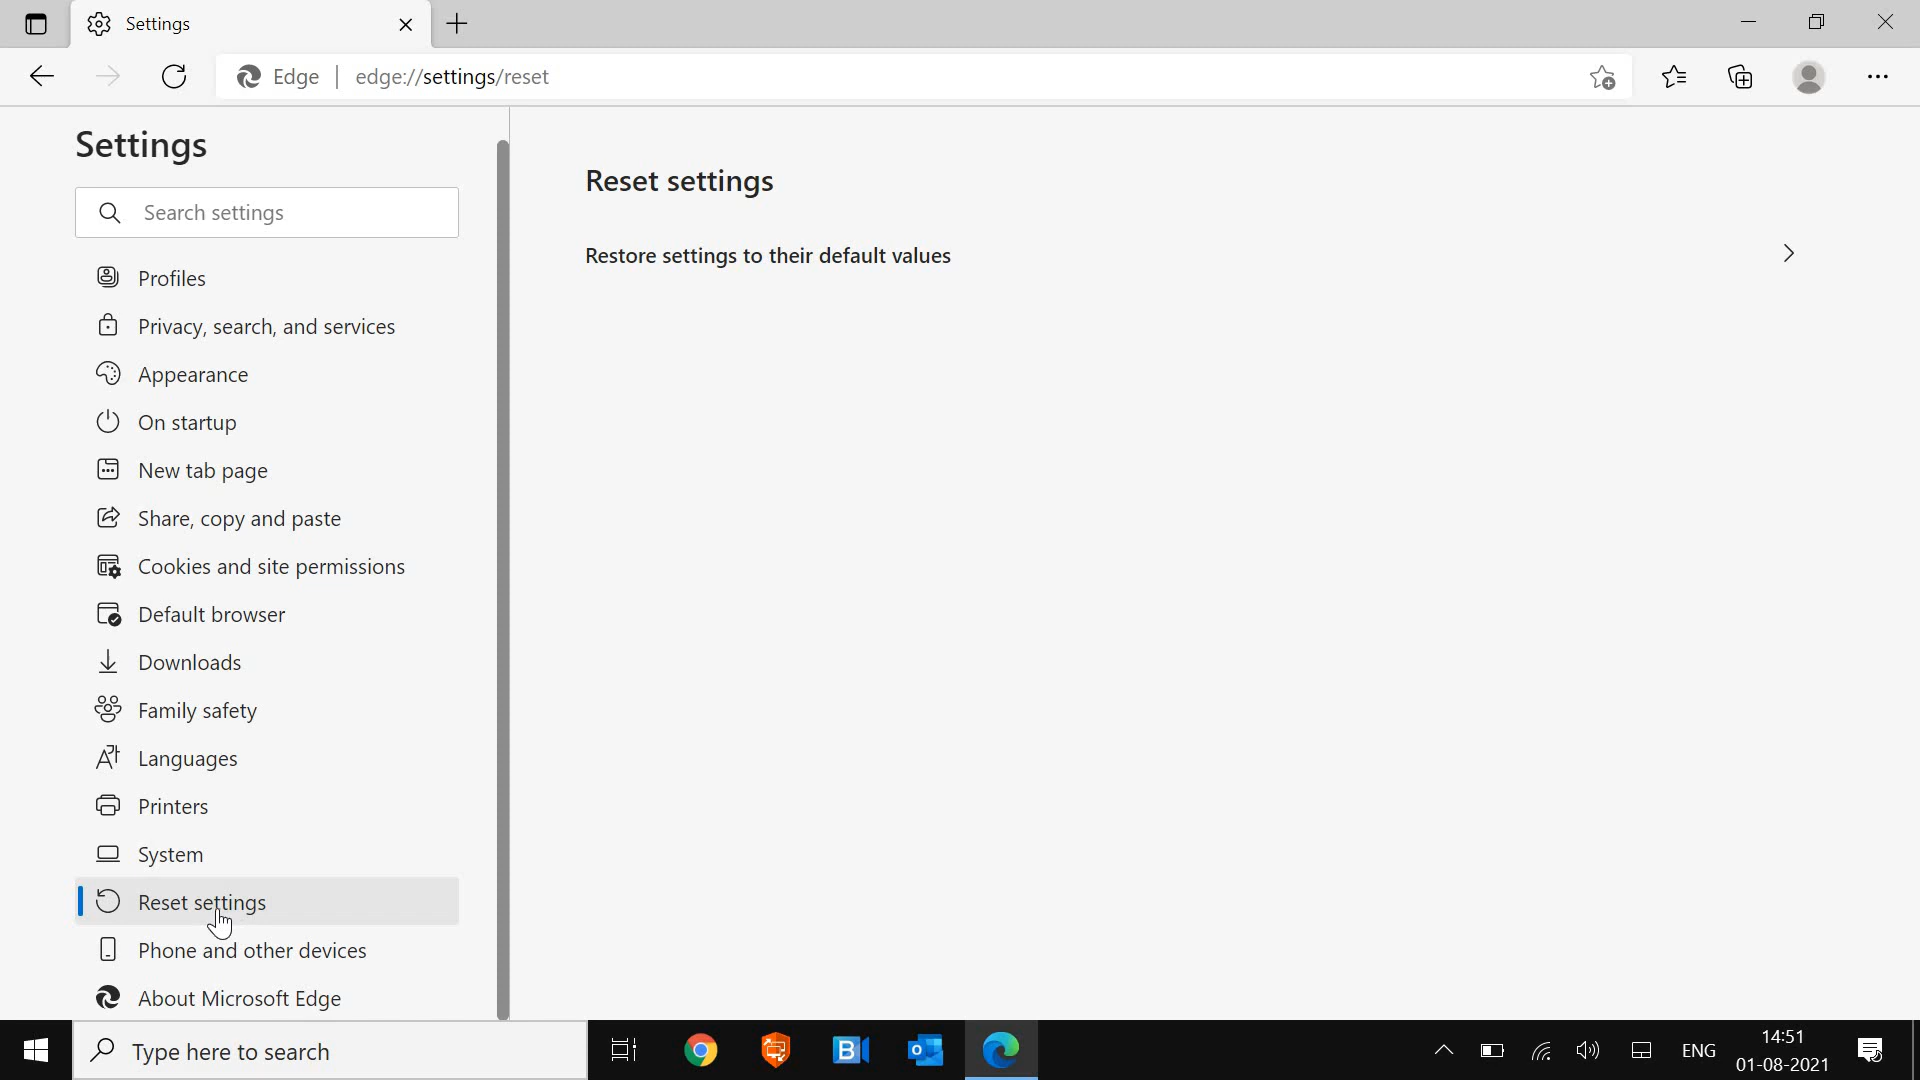 Settings
Edge
edge://settings/reset
Settings
Search settings
Profiles
Privacy, search, and services
Appearance
On startup
New tab page
Share, copy and paste
Cookies and site permissions
Default browser
Downloads
Family safety
Languages
Printers
System
Reset settings
Phone and other devices
About Microsoft Edge
Reset settings
Restore settings to their default values
Type here to search
ENG
14:51
01-08-2021